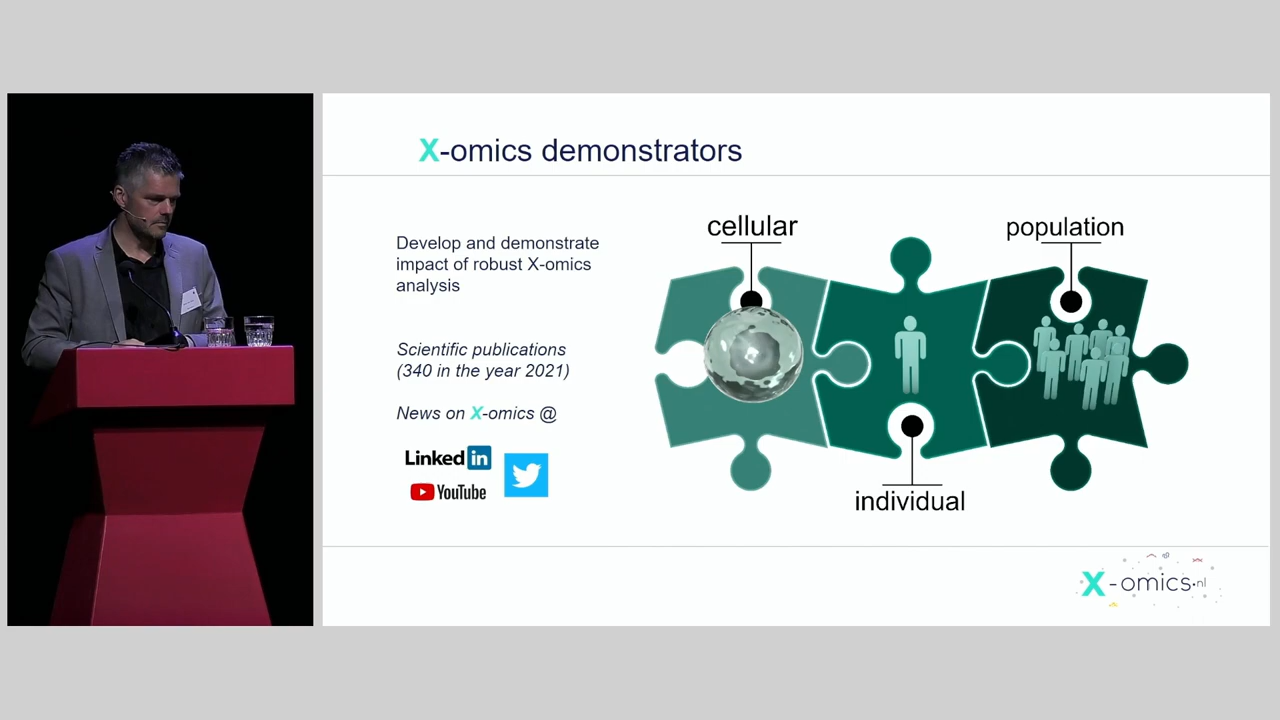 X-omics demonstrators
Develop and demonstrate
impact of robust X-omics
analysis
Scientific publications
(340 in the year 2021)
News on X-omics @
Linked in
YouTube
cellular
population
individual
X-omics.nl